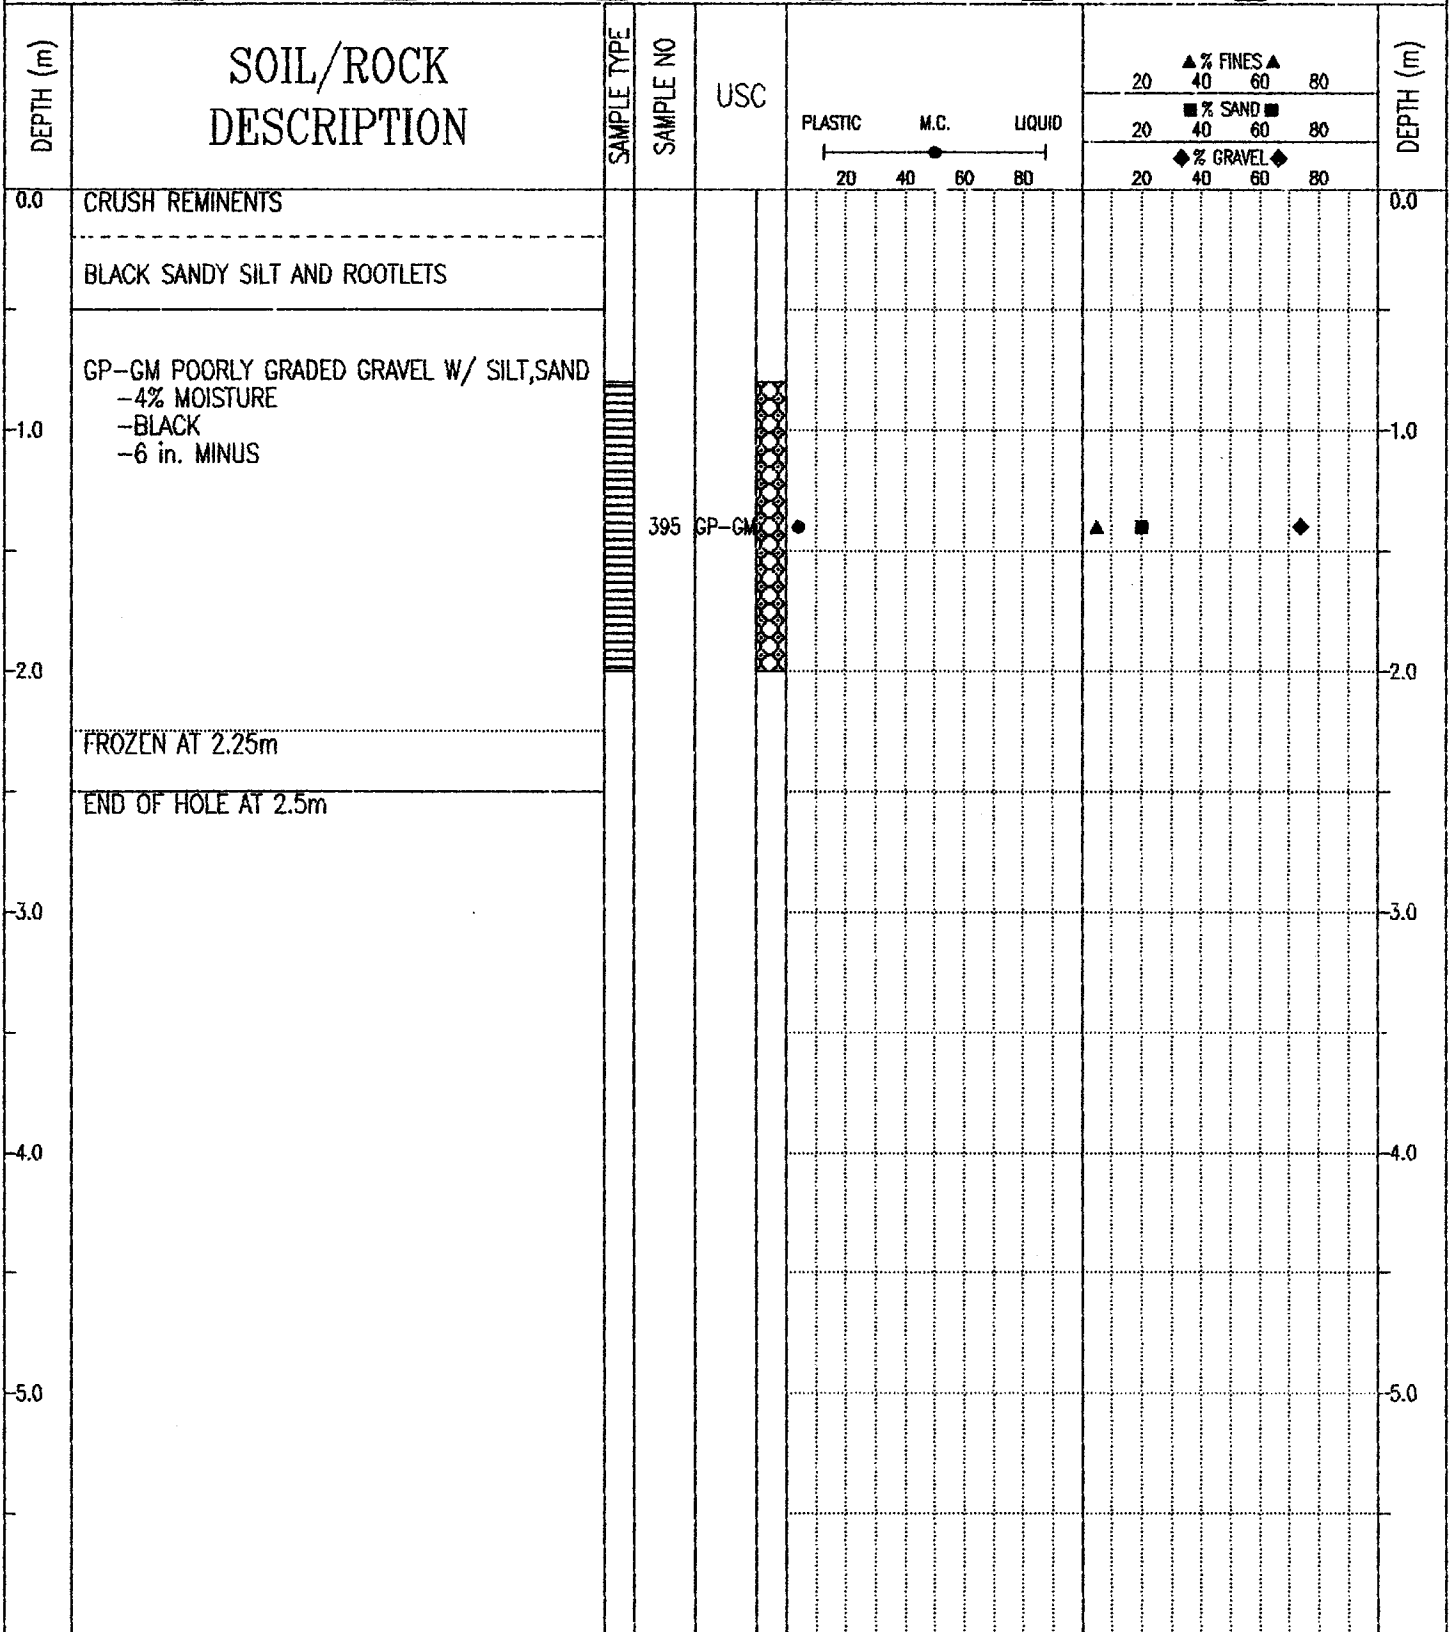 DEPTH (m)
SOIL/ROCK
DESCRIPTION
SAMPLE TYPE
SAMPLE NO
USC
PLASTIC M.C. LIQUID
20 40 60 80
▲% FINES▲
20 40 60 80
■% SAND■
20 40 60 80
◆% GRAVEL◆
20 40 60 80
DEPTH (m)
0.0 CRUSH REMINENTS 0.0
BLACK SANDY SILT AND ROOTLETS
GP-GM POORLY GRADED GRAVEL W/ SILT,SAND
-4% MOISTURE
-1.0 -BLACK -1.0
-6 in. MINUS
395 GP-GM
-2.0 -2.0
FROZEN AT 2.25m
END OF HOLE AT 2.5m
-3.0 -3.0
-4.0 -4.0
-5.0 -5.0